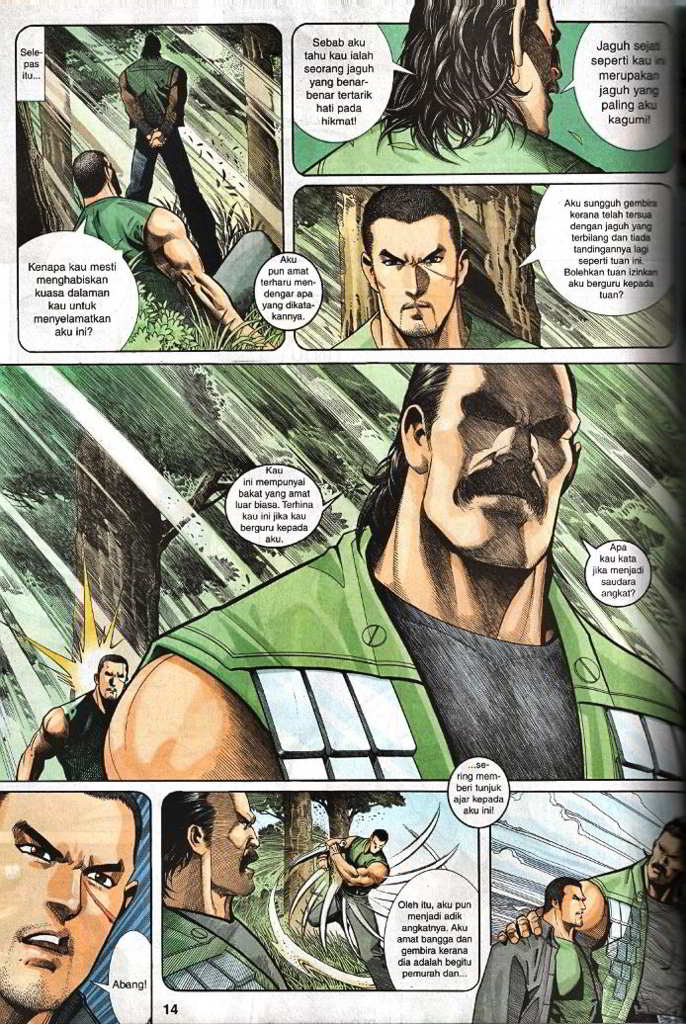 Sele-
pas
itu...
Kenapa kau mesti
menghabiskan
kuasa dalaman
kau untuk
menyelamatkan
aku ini?
Sebab aku
tahu kau ialah
seorang jaguh
yang benar-
benar tertarik
hati pada
hikmat!
Jaguh sejati
seperti kau ini
merupakan
jaguh yang
paling aku
kagumi!
Aku
pun amat
terharu men-
dengar apa
yang dikata-
kannya.
Aku sungguh gembira
kerana telah tersua
dengan jaguh yang
terbilang dan tiada
tandingannya lagi
seperti tuan ini.
Bolehkan tuan izinkan
aku berguru kepada
tuan?
Kau
ini mempunyai
bakat yang amat
luar biasa. Terhina
kau ini jika kau
berguru kepada
aku.
Apa
kau kata
jika menjadi
saudara
angkat?
Abang!
Oleh itu, aku pun
menjadi adik
angkatnya. Aku
amat bangga dan
gembira kerana
dia adalah begitu
pemurah dan...
...se-
ring mem-
beri tunjuk
ajar kepada
aku ini!
14